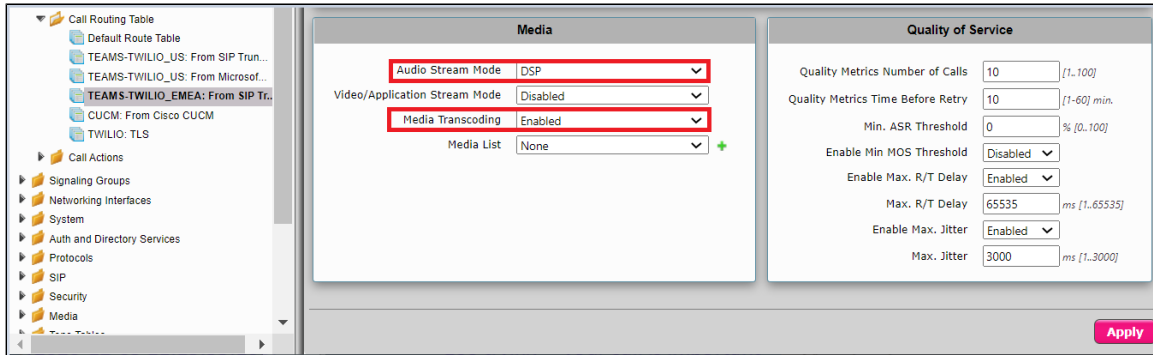 Call Routing Table
Default Route Table
TEAMS-TWILIO_US: From SIP Trun...
TEAMS-TWILIO_US: From Microsof...
TEAMS-TWILIO_EMEA: From SIP Tr..
CUCM: From Cisco CUCM
TWILIO: TLS
Call Actions
Signaling Groups
Networking Interfaces
System
Auth and Directory Services
Protocols
SIP
Security
Media
Media
Audio Stream Mode DSP
Video/Application Stream Mode Disabled
Media Transcoding Enabled
Media List None
Quality of Service
Quality Metrics Number of Calls 10 [1..100]
Quality Metrics Time Before Retry 10 [1-60] min.
Min. ASR Threshold 0 % [0..100]
Enable Min MOS Threshold Disabled
Enable Max. R/T Delay Enabled
Max. R/T Delay 65535 ms [1..65535]
Enable Max. Jitter Enabled
Max. Jitter 3000 ms [1..3000]
Apply